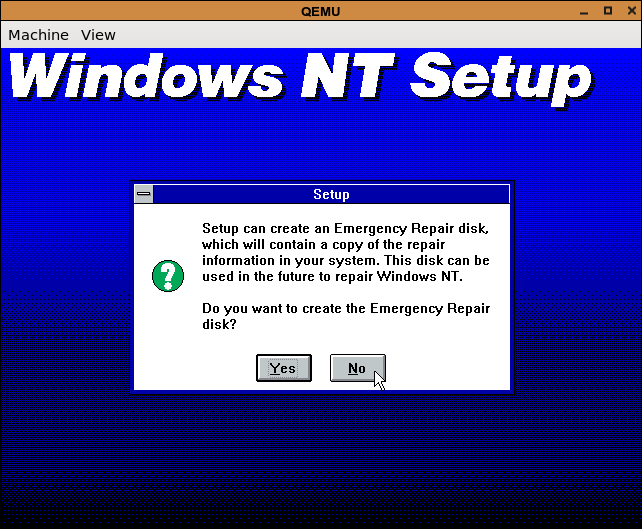 QEMU
Machine View
Windows NT Setup
Setup
Setup can create an Emergency Repair disk,
which will contain a copy of the repair
information in your system. This disk can be
used in the future to repair Windows NT.
Do you want to create the Emergency Repair
disk?
Yes No